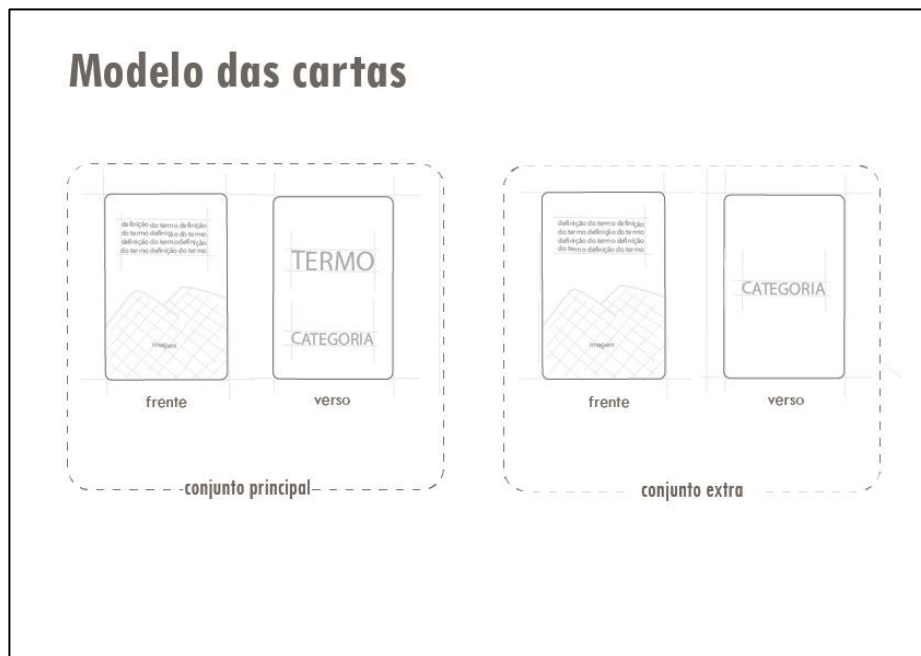 Modelo das cartas
definição do termo definição
do termo definição do termo
definição do termo definição
do termo definição do termo
imagem
frente
TERMO
CATEGORIA
verso
conjunto principal
definição do termo definição
do termo definição do termo
definição do termo definição
do termo definição do termo
imagem
frente
CATEGORIA
verso
conjunto extra